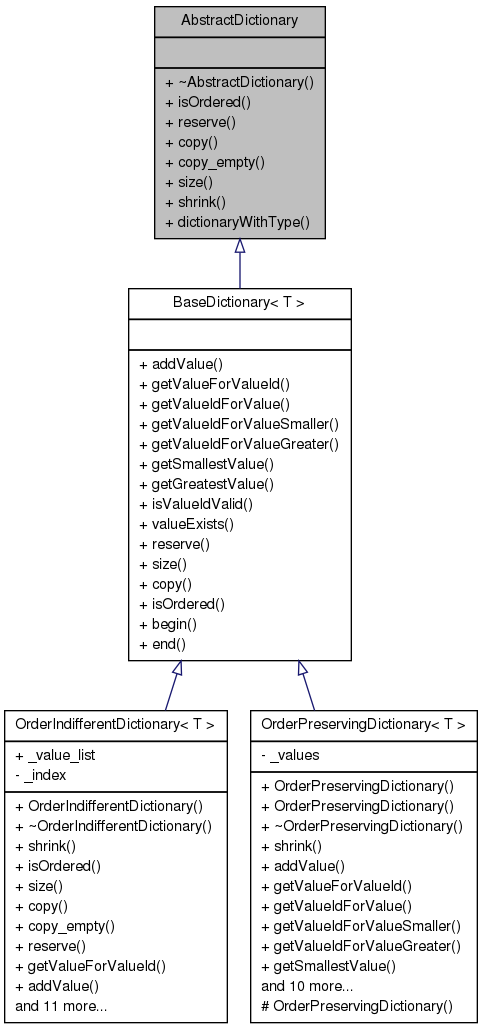 AbstractDictionary
+ ~AbstractDictionary()
+ isOrdered()
+ reserve()
+ copy()
+ copy_empty()
+ size()
+ shrink()
+ dictionaryWithType()
BaseDictionary< T >
+ addValue()
+ getValueForValueId()
+ getValueIdForValue()
+ getValueIdForValueSmaller()
+ getValueIdForValueGreater()
+ getSmallestValue()
+ getGreatestValue()
+ isValueIdValid()
+ valueExists()
+ reserve()
+ size()
+ copy()
+ isOrdered()
+ begin()
+ end()
OrderIndifferentDictionary< T >
+ _value_list
- _index
+ OrderIndifferentDictionary()
+ ~OrderIndifferentDictionary()
+ shrink()
+ isOrdered()
+ size()
+ copy()
+ copy_empty()
+ reserve()
+ getValueForValueId()
+ addValue()
and 11 more...
OrderPreservingDictionary< T >
- _values
+ OrderPreservingDictionary()
+ OrderPreservingDictionary()
+ ~OrderPreservingDictionary()
+ shrink()
+ addValue()
+ getValueForValueId()
+ getValueIdForValue()
+ getValueIdForValueSmaller()
+ getValueIdForValueGreater()
+ getSmallestValue()
and 10 more...
# OrderPreservingDictionary()